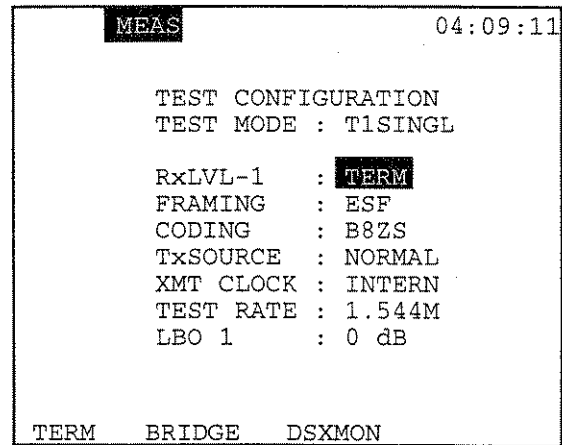 MEAS 04:09:11
TEST CONFIGURATION
TEST MODE : T1SINGL
RxLVL-1 : TERM
FRAMING : ESF
CODING : B8ZS
TxSOURCE : NORMAL
XMT CLOCK : INTERN
TEST RATE : 1.544M
LBO 1 : 0 dB
TERM BRIDGE DSXMON